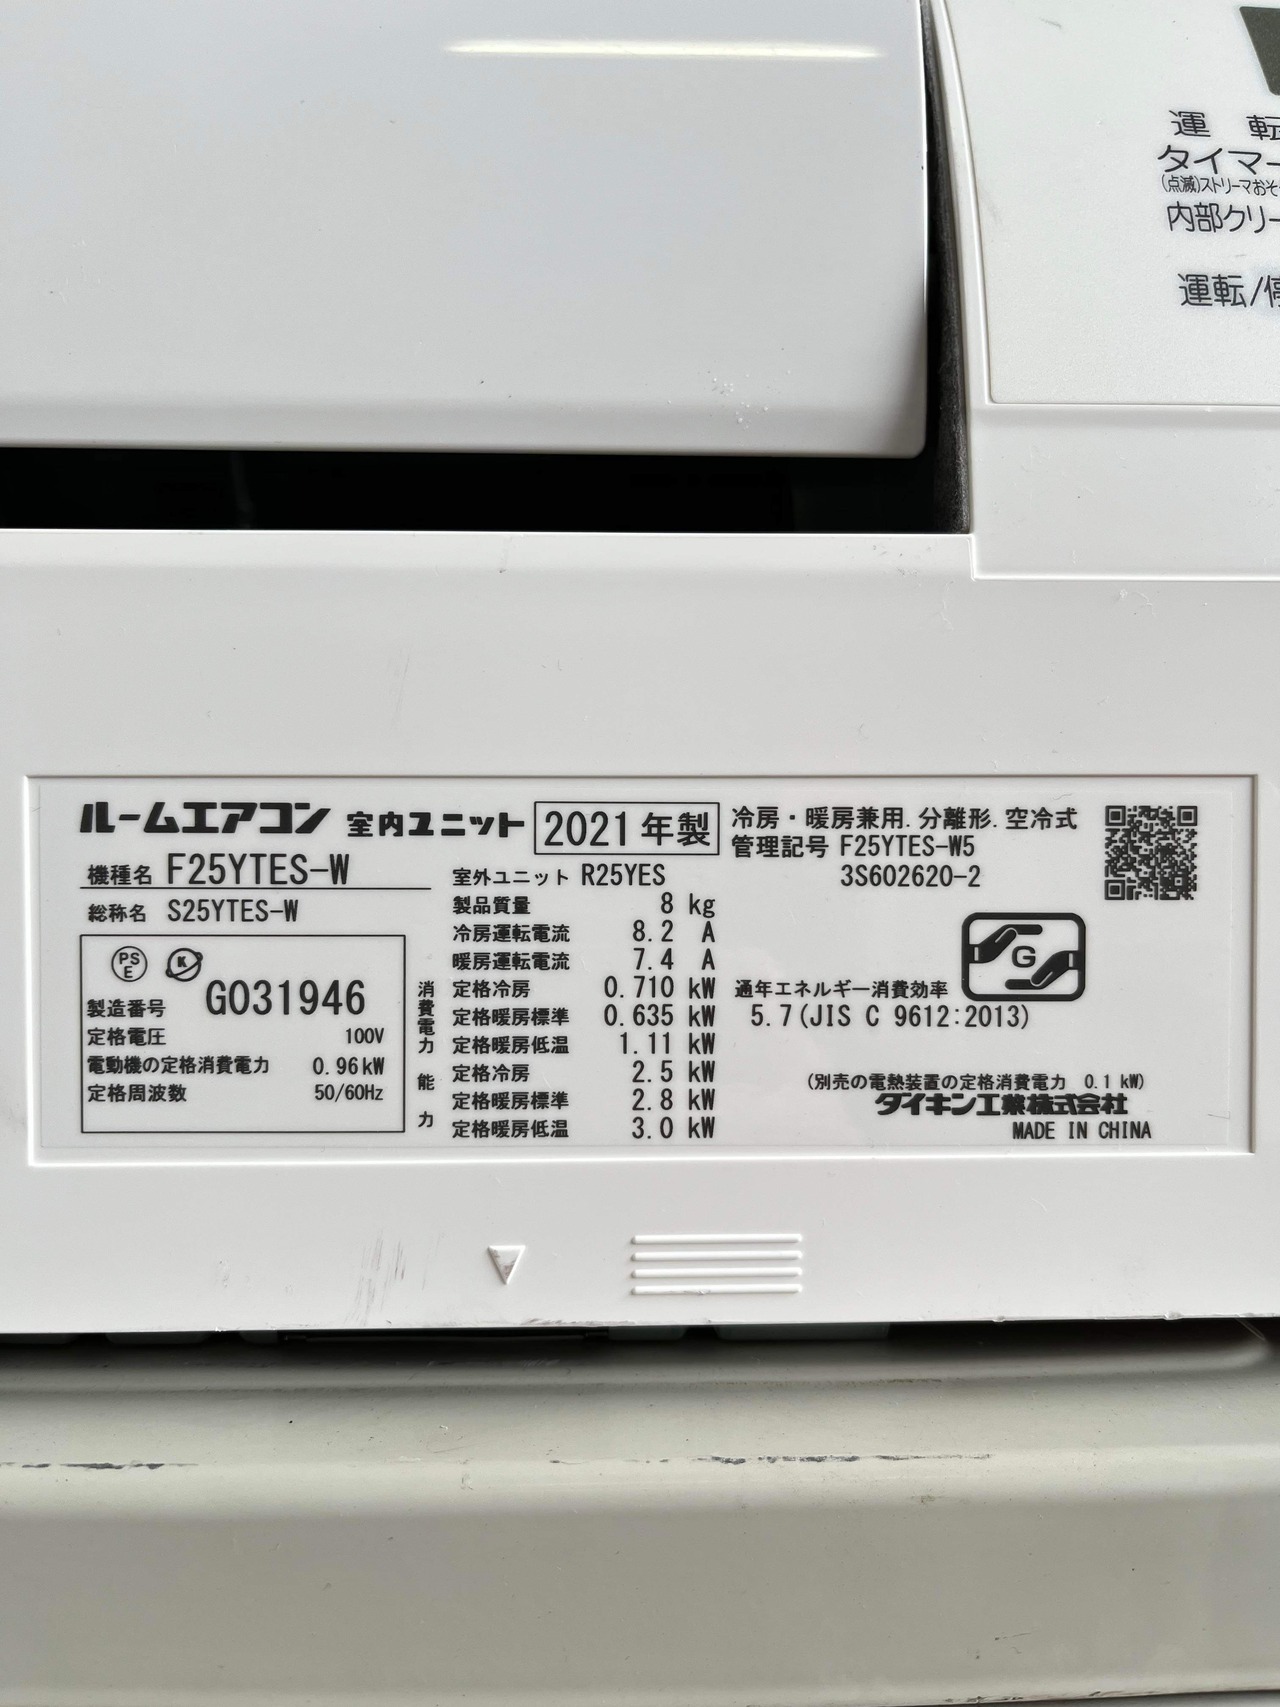 運 転
タイマー
(点滅)ストリーマおそ
内部クリー
運転/停
ルームエアコン 室内ユニット 2021年製 冷房・暖房兼用.分離形.空冷式
機種名 F25YTES-W 室外ユニット R25YES 管理記号 F25YTES-W5
3S602620-2
総称名 S25YTES-W
製品質量 8 kg
冷房運転電流 8.2 A
暖房運転電流 7.4 A
PS
E
K
製造番号 G031946
定格電圧 100V
電動機の定格消費電力 0.96kW
定格周波数 50/60Hz
消費電力
定格冷房 0.710 kW
定格暖房標準 0.635 kW
定格暖房低温 1.11 kW
能力
定格冷房 2.5 kW
定格暖房標準 2.8 kW
定格暖房低温 3.0 kW
G
通年エネルギー消費効率
5.7(JIS C 9612:2013)
(別売の電熱装置の定格消費電力 0.1 kW)
ダイキン工業株式会社
MADE IN CHINA